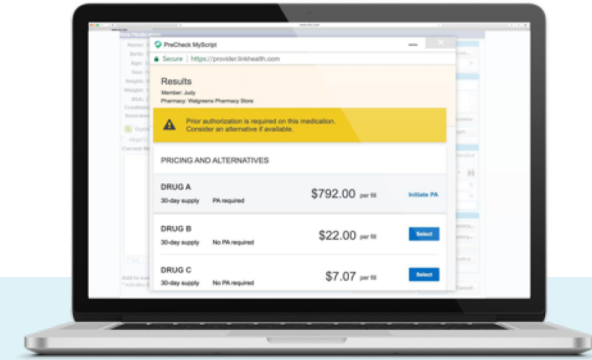 PreCheck MyScript
Secure | https://provider.linkhealth.com
Results
Member: Judy
Pharmacy: Walgreens Pharmacy Store
Prior authorization is required on this medication.
Consider an alternative if available.
PRICING AND ALTERNATIVES
DRUG A
30-day supply PA required $792.00 per fill Initiate PA
DRUG B
30-day supply No PA required $22.00 per fill Select
DRUG C
30-day supply No PA required $7.07 per fill Select